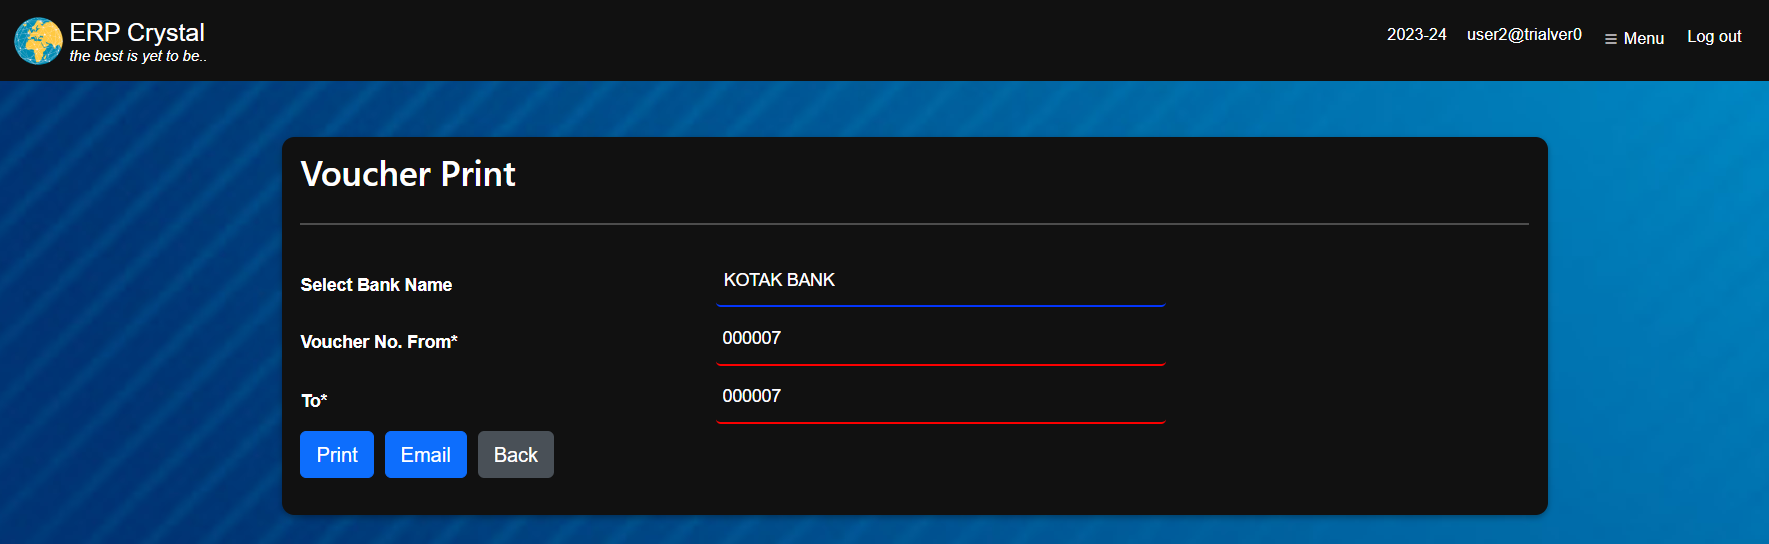 ERP Crystal
the best is yet to be..
2023-24 user2@trialver0 ≡ Menu Log out
Voucher Print
Select Bank Name KOTAK BANK
Voucher No. From* 000007
To* 000007
Print Email Back